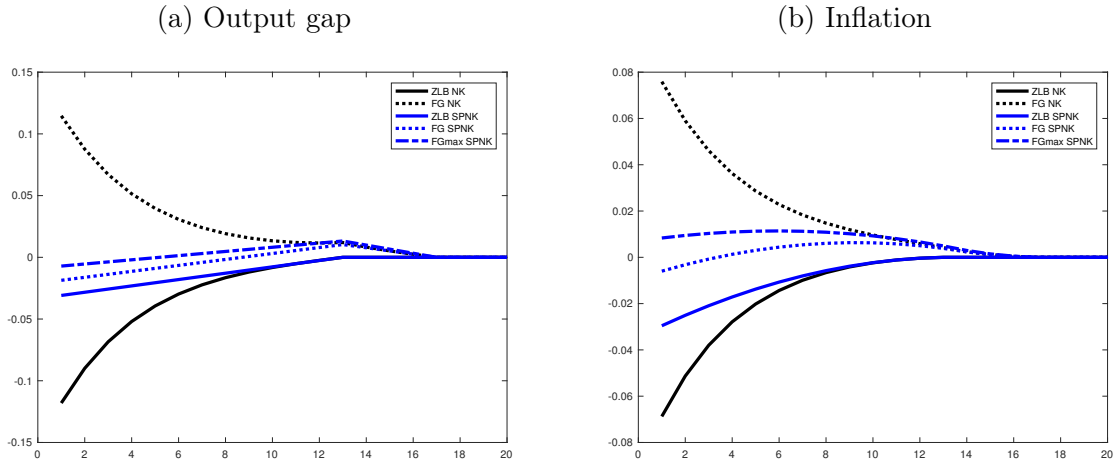 (a) Output gap
0.15
0.1
0.05
0
-0.05
-0.1
-0.15
0 2 4 6 8 10 12 14 16 18 20
ZLB NK
FG NK
ZLB SPNK
FG SPNK
FGmax SPNK
(b) Inflation
0.08
0.06
0.04
0.02
0
-0.02
-0.04
-0.06
-0.08
0 2 4 6 8 10 12 14 16 18 20
ZLB NK
FG NK
ZLB SPNK
FG SPNK
FGmax SPNK